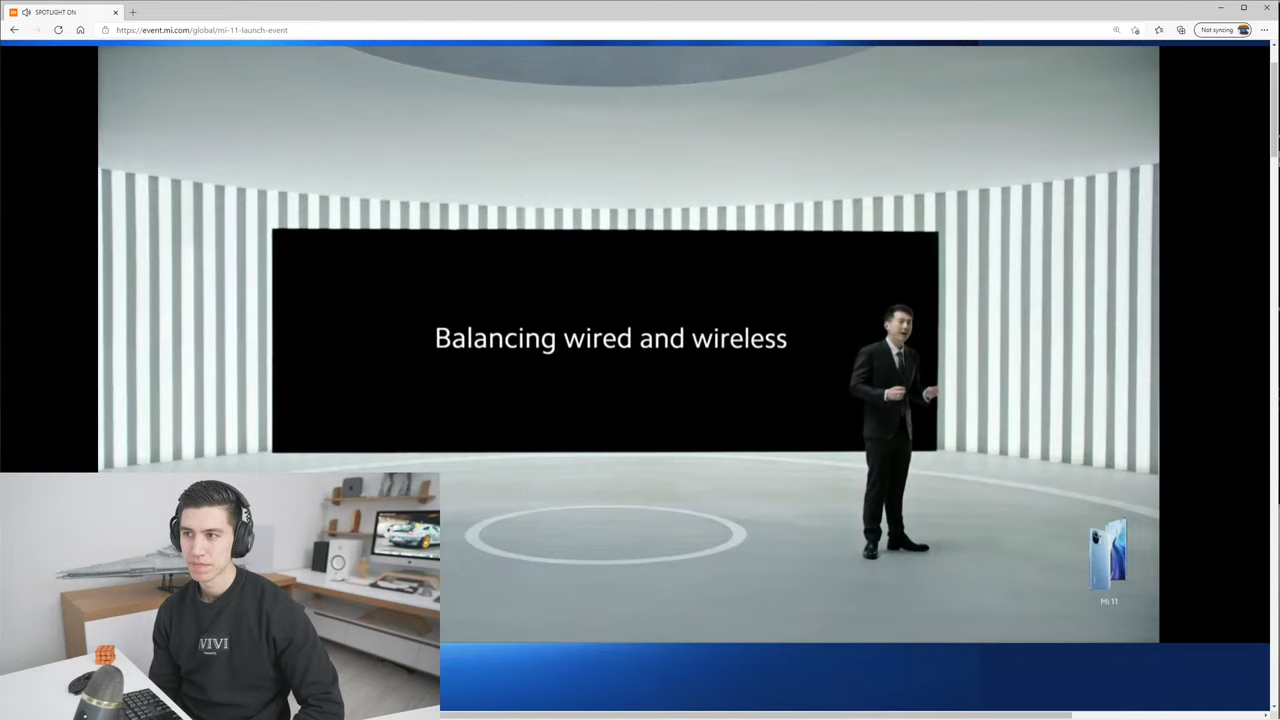 SPOTLIGHT ON
https://event.mi.com/global/mi-11-launch-event
Not syncing
Balancing wired and wireless
Mi 11